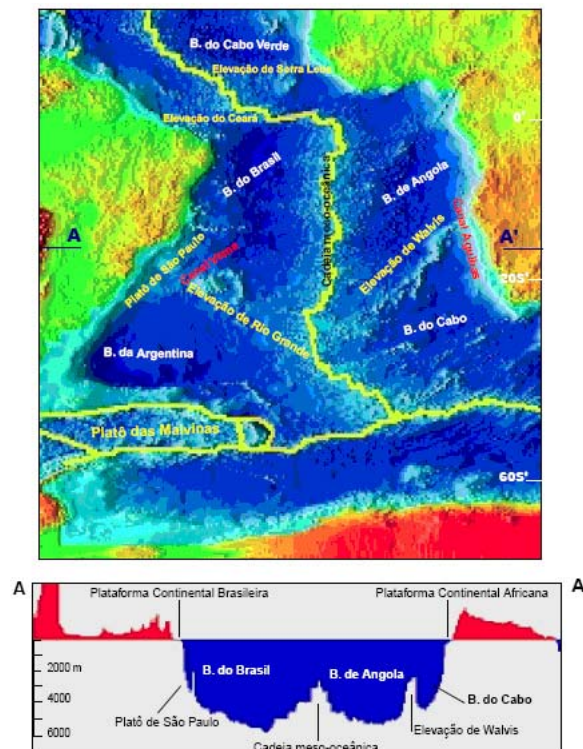 B. do Cabo Verde
Elevação de Serra Leoa
Elevação do Ceará
0'
B. do Brasil
Cadeia meso-oceânica
B. de Angola
A
Platô de São Paulo
Canal Vema
Elevação de Walvis
Canal Agulhas
A'
20S'
Elevação de Rio Grande
B. do Cabo
B. da Argentina
Platô das Malvinas
60S'
A
Plataforma Continental Brasileira
Plataforma Continental Africana
A
2000 m
4000
6000
B. do Brasil
B. de Angola
B. do Cabo
Platô de São Paulo
Elevação de Walvis
Cadeia meso-oceânica